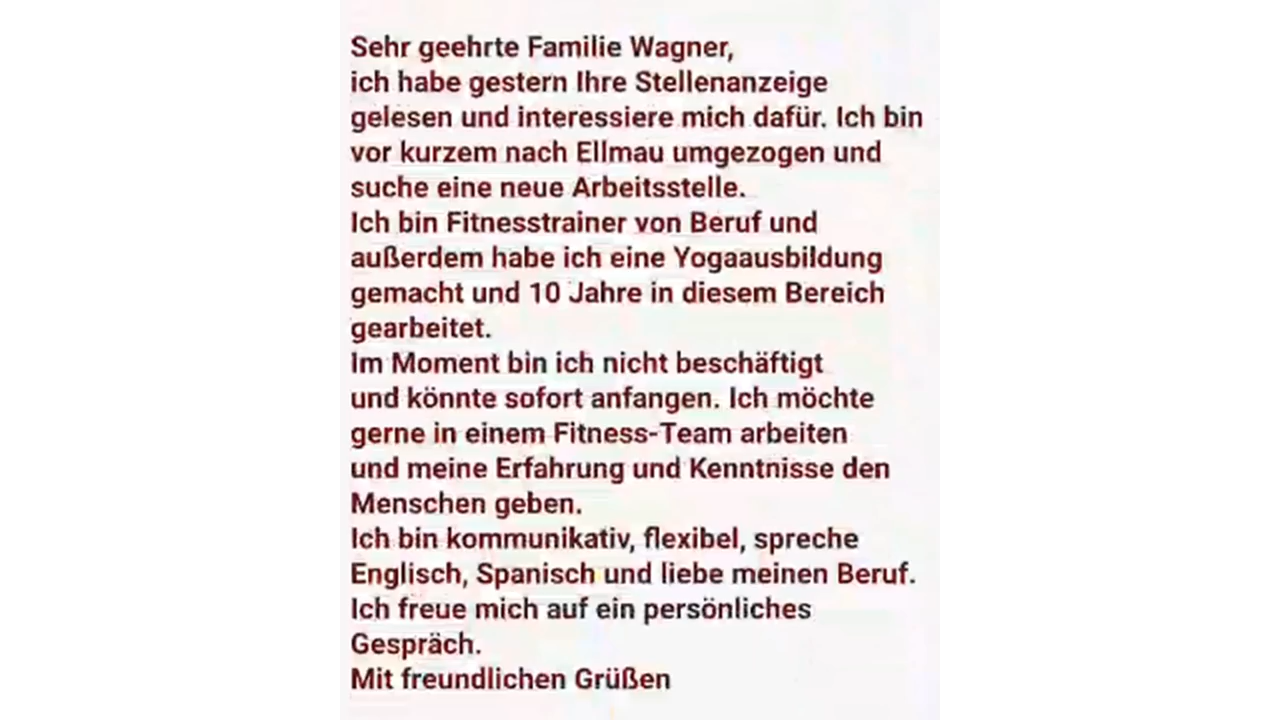 Sehr geehrte Familie Wagner,
ich habe gestern Ihre Stellenanzeige
gelesen und interessiere mich dafür. Ich bin
vor kurzem nach Ellmau umgezogen und
suche eine neue Arbeitsstelle.
Ich bin Fitnesstrainer von Beruf und
außerdem habe ich eine Yogaausbildung
gemacht und 10 Jahre in diesem Bereich
gearbeitet.
Im Moment bin ich nicht beschäftigt
und könnte sofort anfangen. Ich möchte
gerne in einem Fitness-Team arbeiten
und meine Erfahrung und Kenntnisse den
Menschen geben.
Ich bin kommunikativ, flexibel, spreche
Englisch, Spanisch und liebe meinen Beruf.
Ich freue mich auf ein persönliches
Gespräch.
Mit freundlichen Grüßen